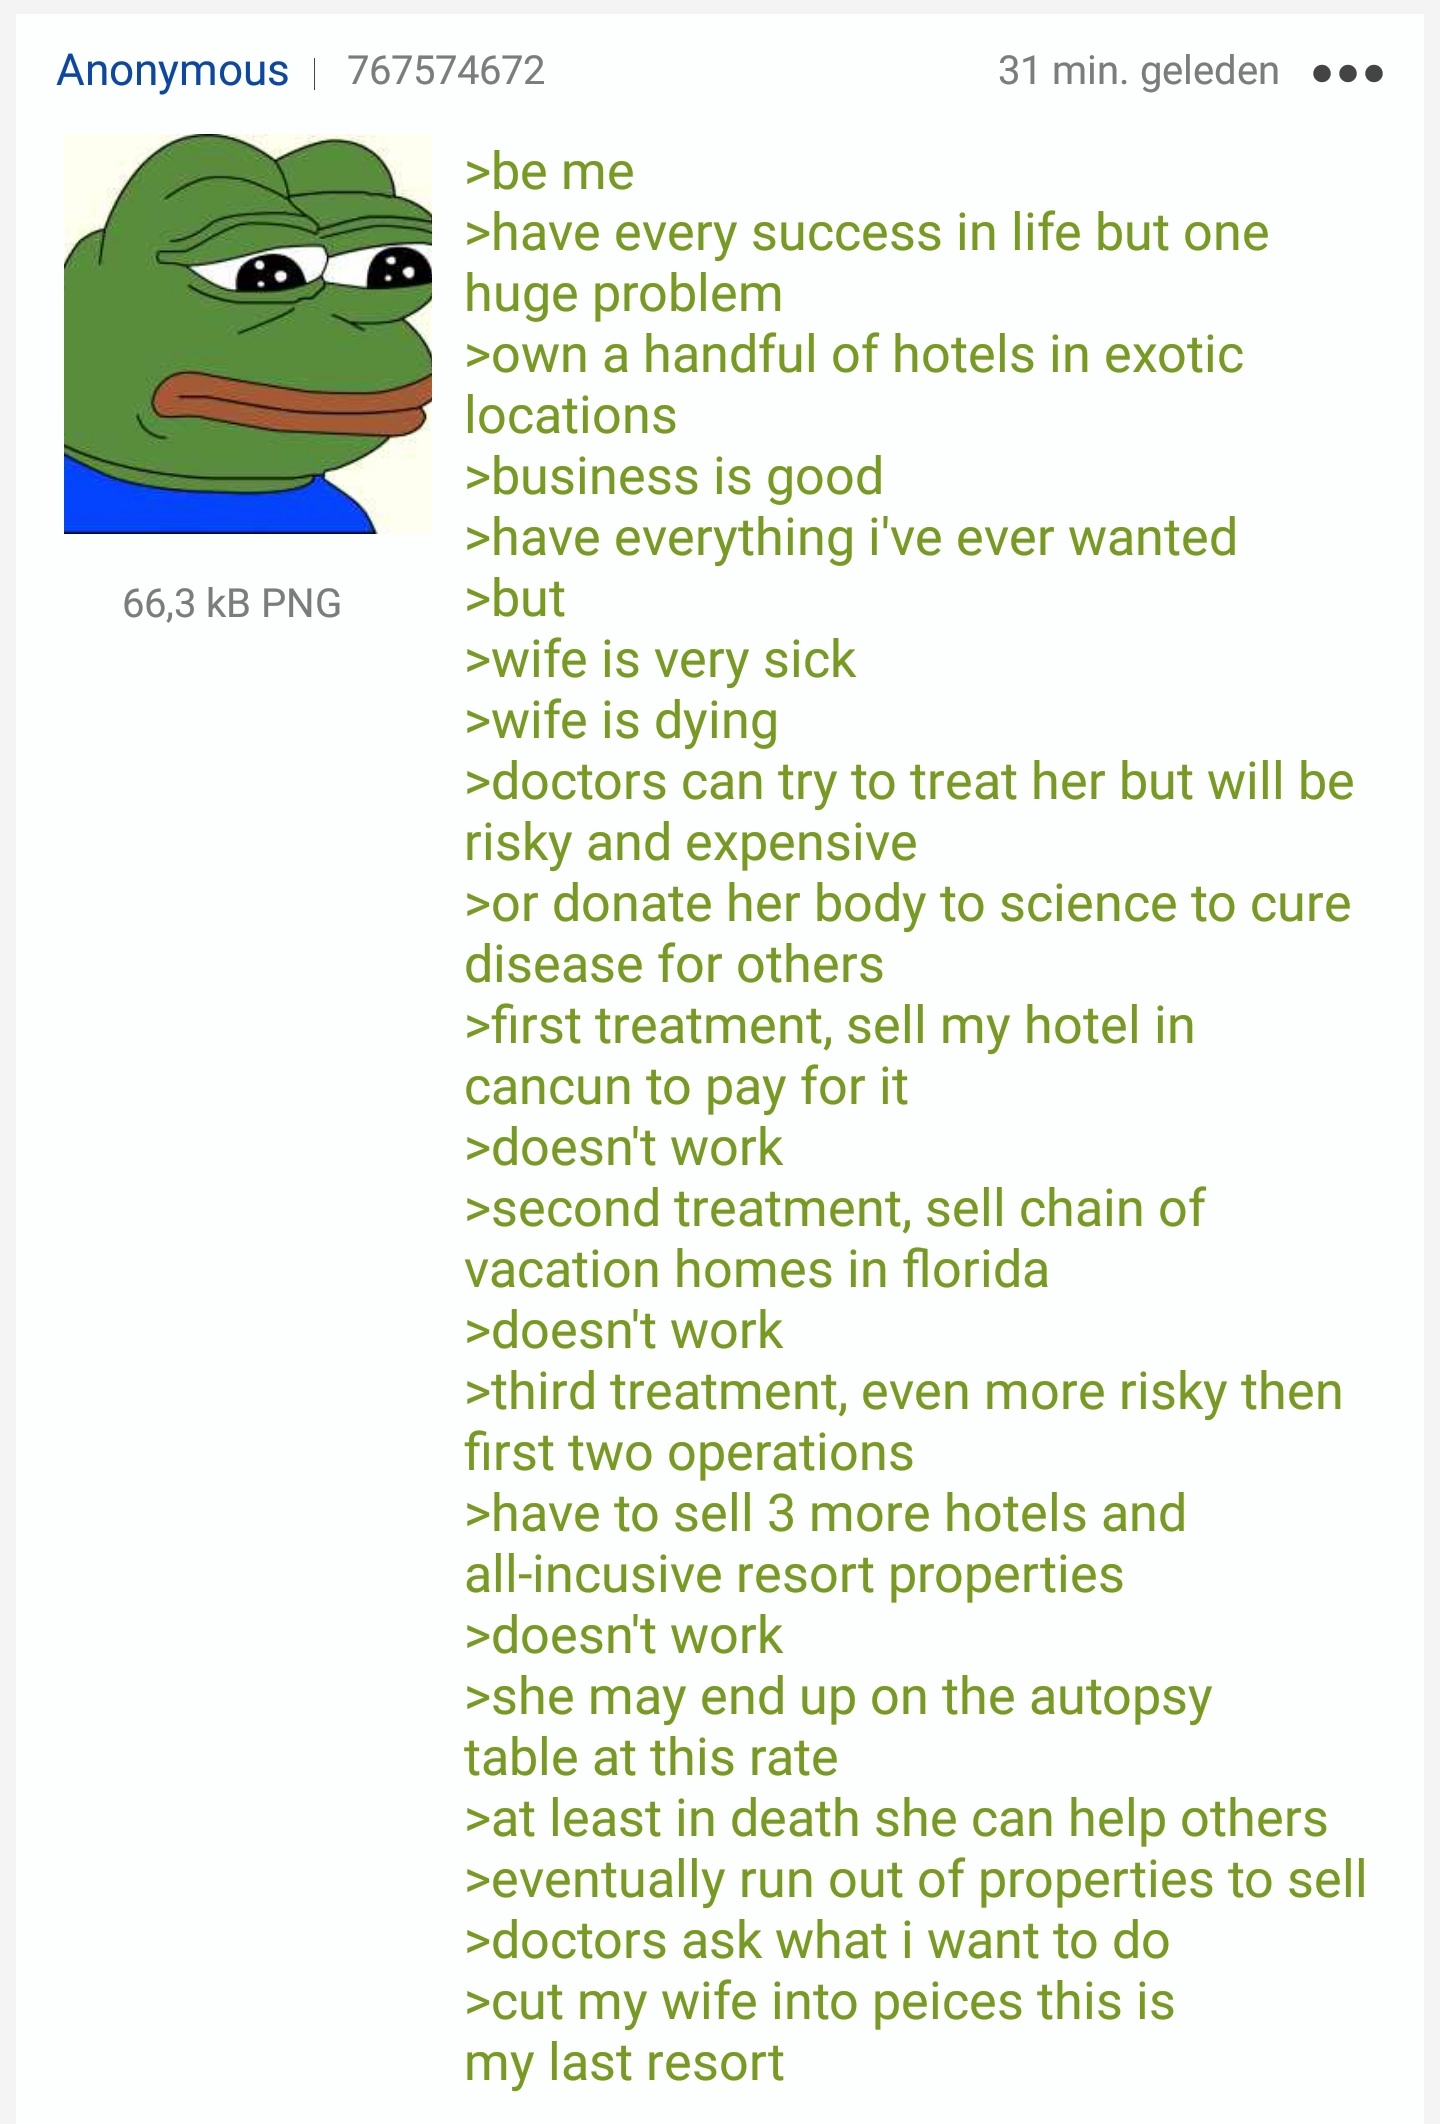 Anonymous | 767574672 31 min. geleden
>be me
>have every success in life but one
huge problem
>own a handful of hotels in exotic
locations
>business is good
>have everything i've ever wanted
>but
>wife is very sick
>wife is dying
>doctors can try to treat her but will be
risky and expensive
>or donate her body to science to cure
disease for others
>first treatment, sell my hotel in
cancun to pay for it
>doesn't work
>second treatment, sell chain of
vacation homes in florida
>doesn't work
>third treatment, even more risky then
first two operations
>have to sell 3 more hotels and
all-incusive resort properties
>doesn't work
>she may end up on the autopsy
table at this rate
>at least in death she can help others
>eventually run out of properties to sell
>doctors ask what i want to do
>cut my wife into peices this is
my last resort
66,3 kB PNG